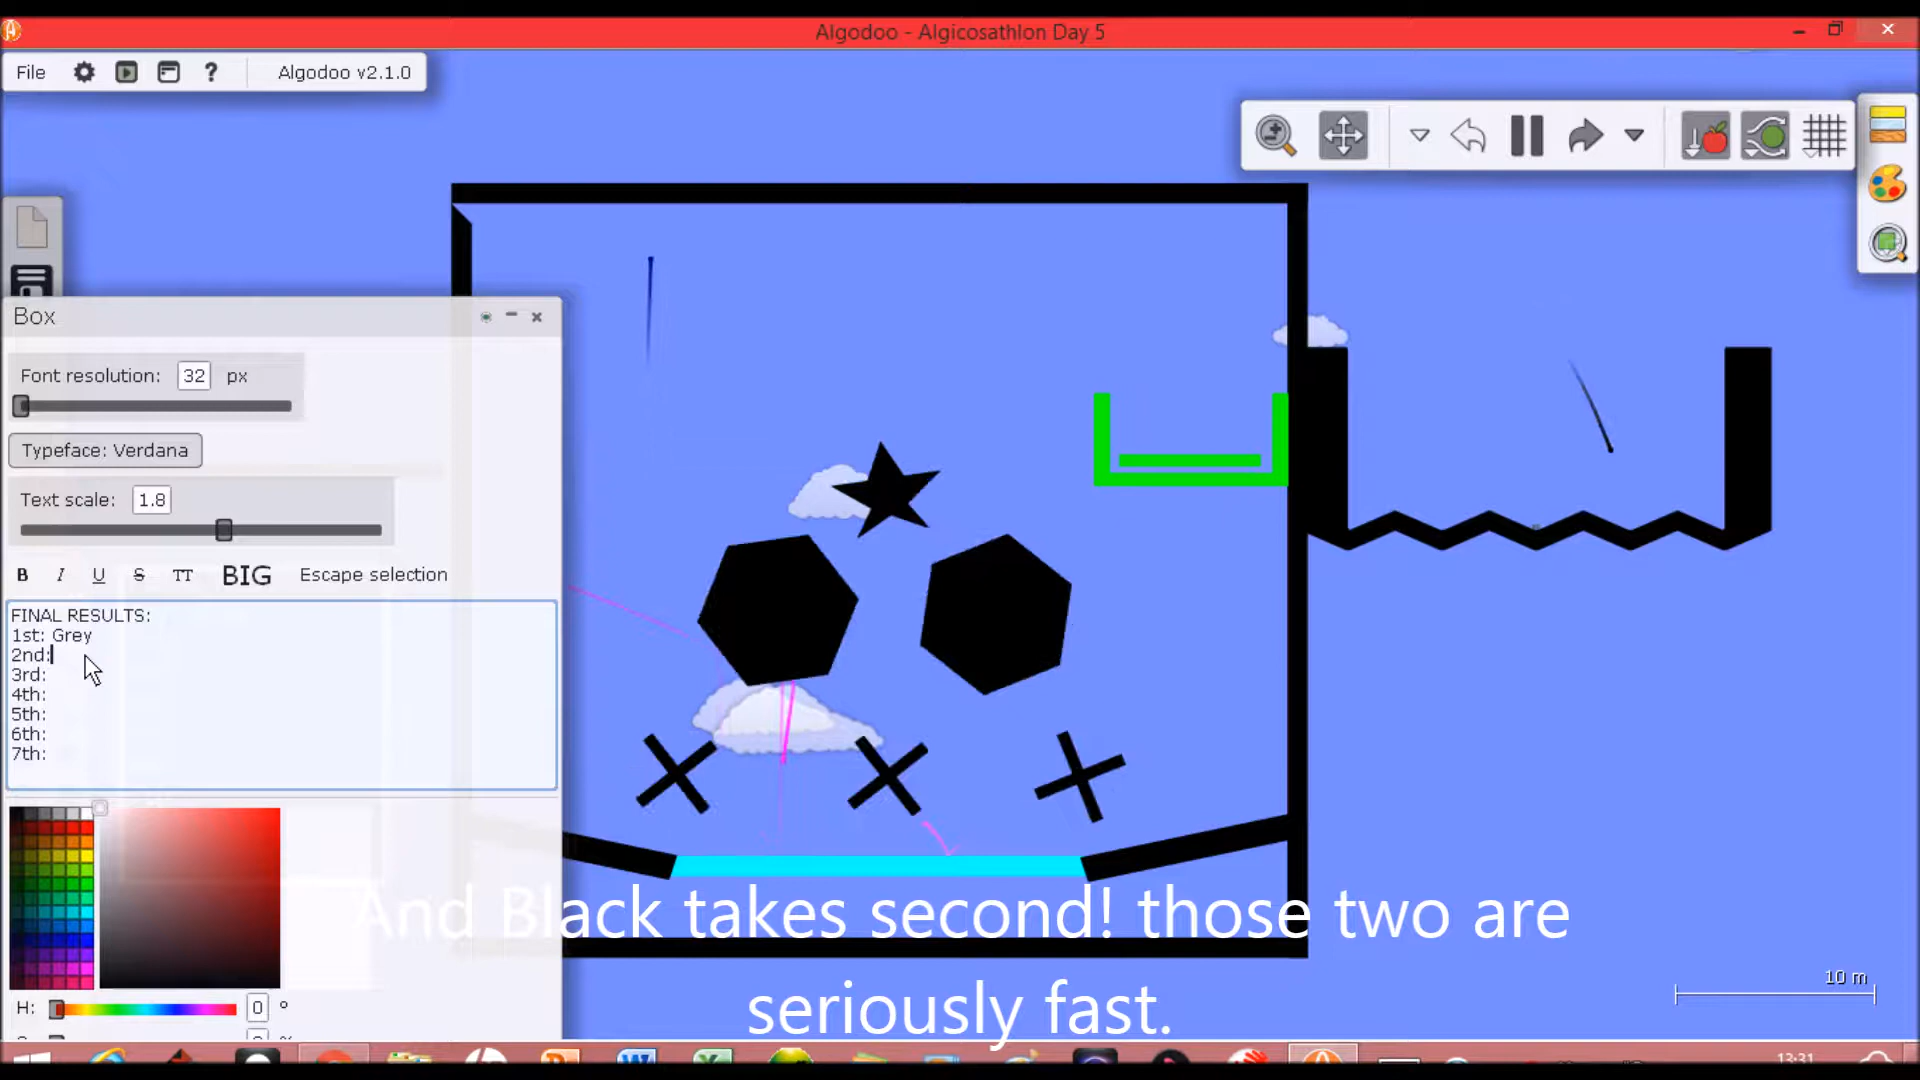 Algodoo - Algicosathlon Day 5
File
?
Algodoo v2.1.0
Box
Font resolution: 32 px
Typeface: Verdana
Text scale: 1.8
B I U S TT BIG Escape selection
FINAL RESULTS:
1st: Grey
2nd:
3rd:
4th:
5th:
6th:
7th:
And Black takes second! those two are
seriously fast.
10 m
H: 0 °
13:31